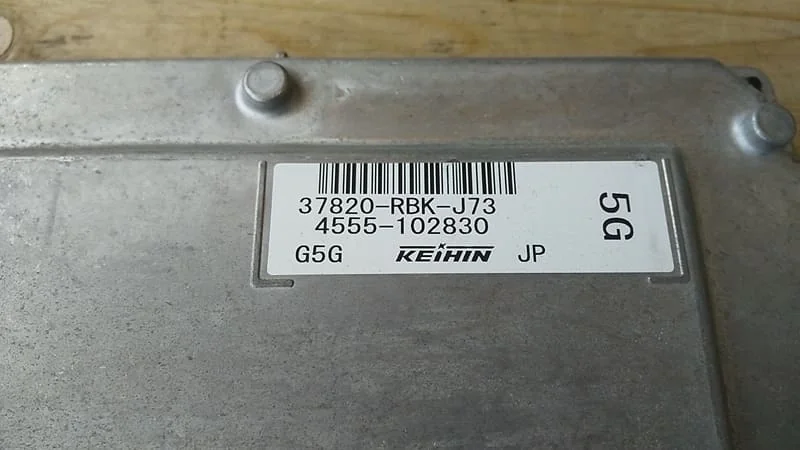 37820-RBK-J73
4555-102830
G5G KEIHIN JP
5G